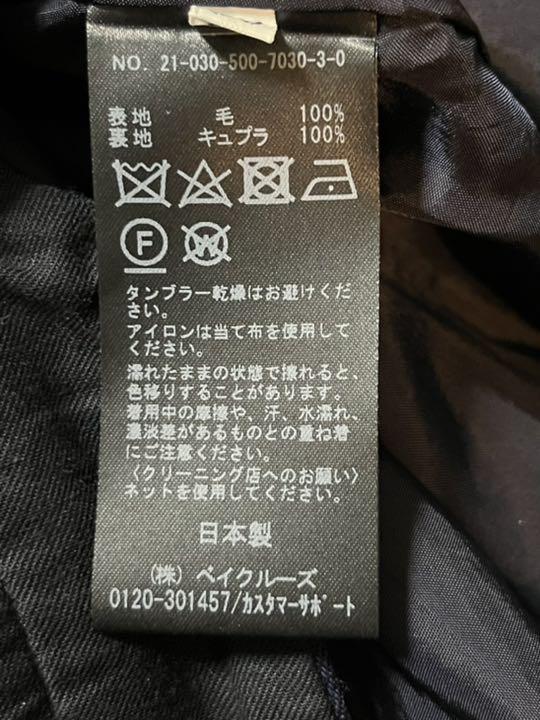 NO. 21-030-500-7030-3-0
表地 毛 100%
裏地 キュプラ 100%
F
W
タンブラー乾燥はお避けくだ
さい。
アイロンは当て布を使用して
ください。
濡れたままの状態で擦れると、
色移りすることがあります。
着用中の摩擦や、汗、水濡れ、
濃淡差があるものとの重ね着
にご注意ください。
〈クリーニング店へのお願い〉
ネットを使用してください。
日本製
(株) ベイクルーズ
0120-301457/カスタマーサポート